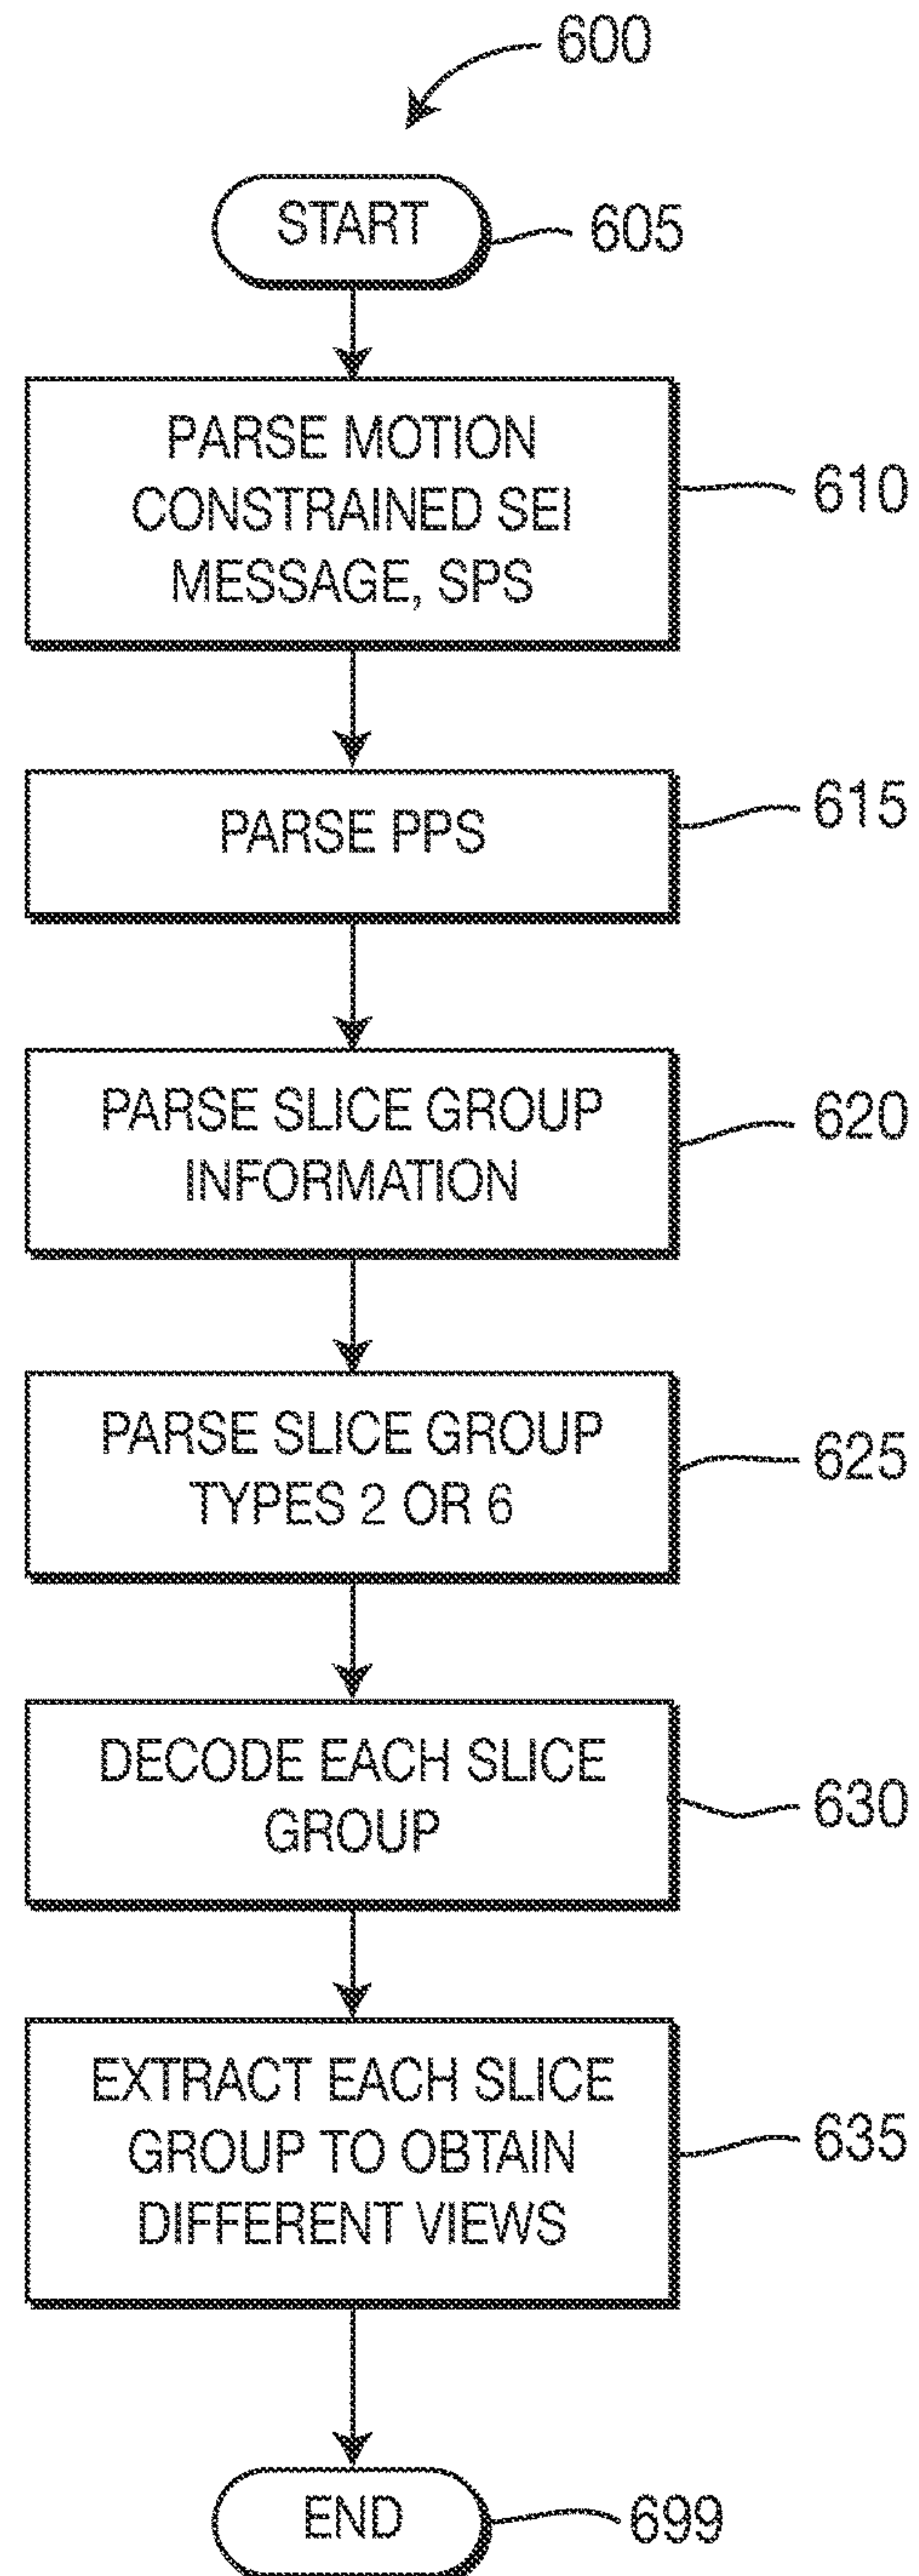 600
START
605
PARSE MOTION
CONSTRAINED SEI
MESSAGE, SPS
610
PARSE PPS
615
PARSE SLICE GROUP
INFORMATION
620
PARSE SLICE GROUP
TYPES 2 OR 6
625
DECODE EACH SLICE
GROUP
630
EXTRACT EACH SLICE
GROUP TO OBTAIN
DIFFERENT VIEWS
635
END
699